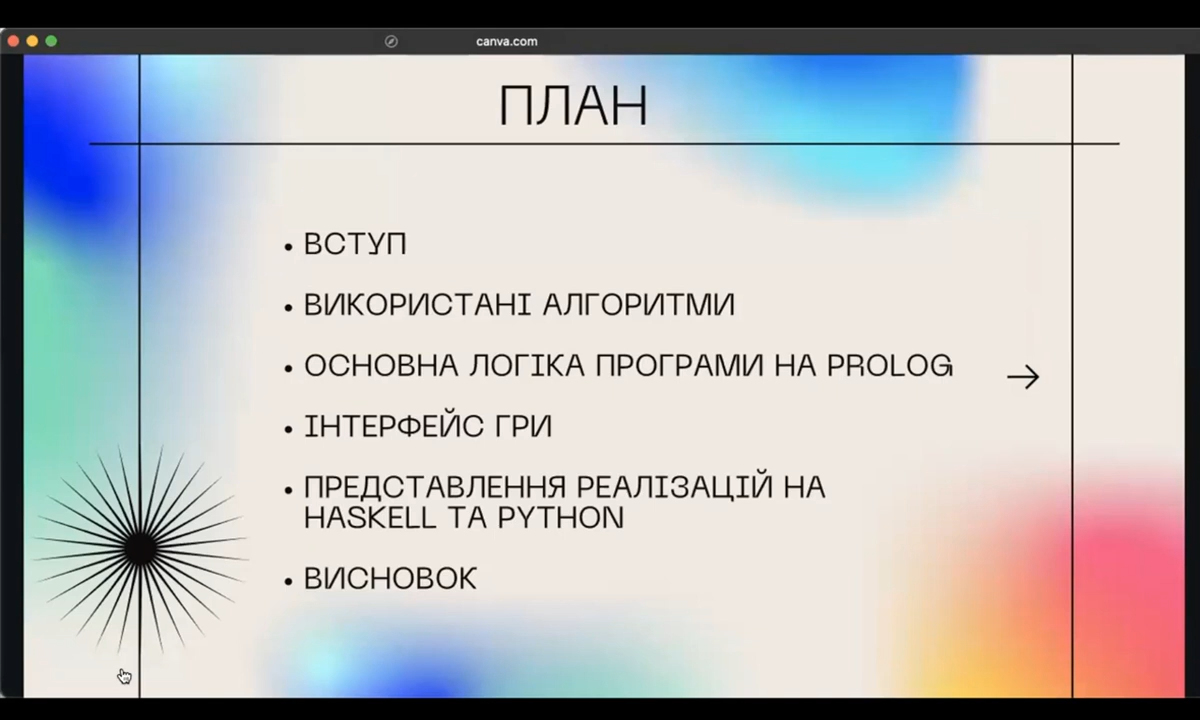 canva.com
ПЛАН
• ВСТУП
• ВИКОРИСТАНІ АЛГОРИТМИ
• ОСНОВНА ЛОГІКА ПРОГРАМИ НА PROLOG
• ІНТЕРФЕЙС ГРИ
• ПРЕДСТАВЛЕННЯ РЕАЛІЗАЦІЙ НА
HASKELL ТА PYTHON
• ВИСНОВОК